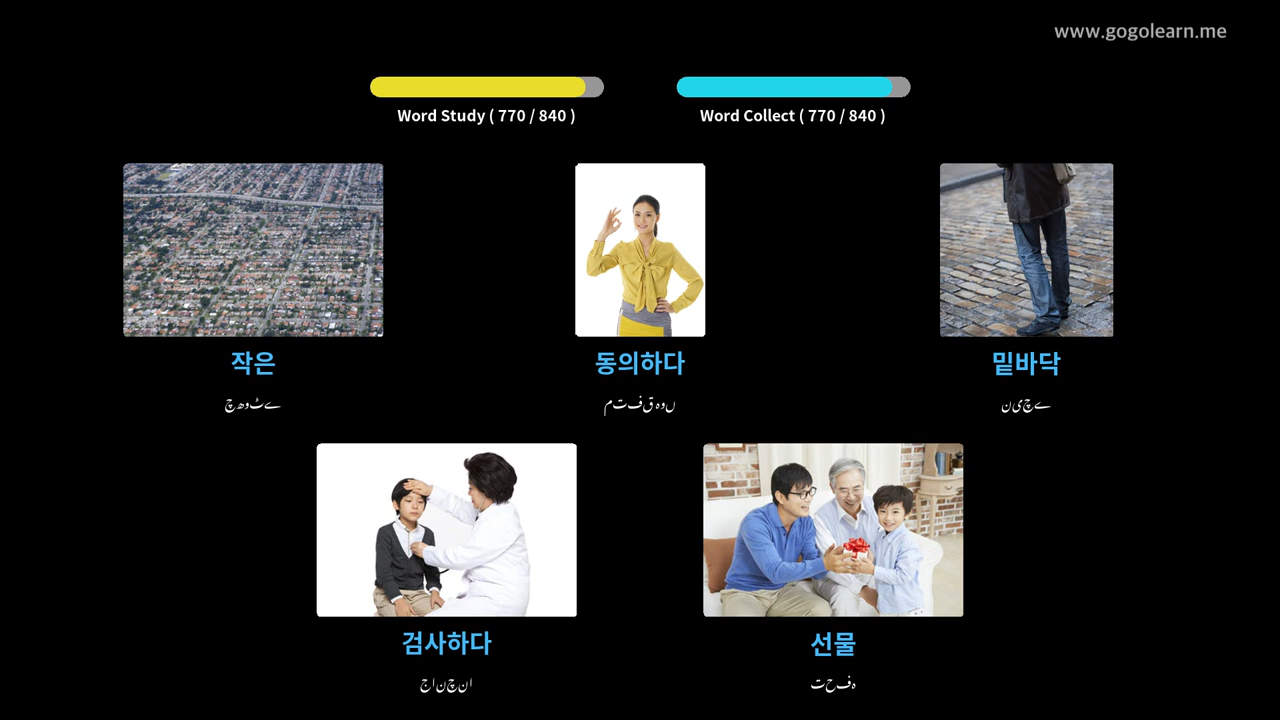 www.gogolearn.me
Word Study ( 770 / 840 )
Word Collect ( 770 / 840 )
작은
동의하다
밑바닥
چھوٹے
متفق ہوں
نیچے
검사하다
선물
جانچنا
تحفہ